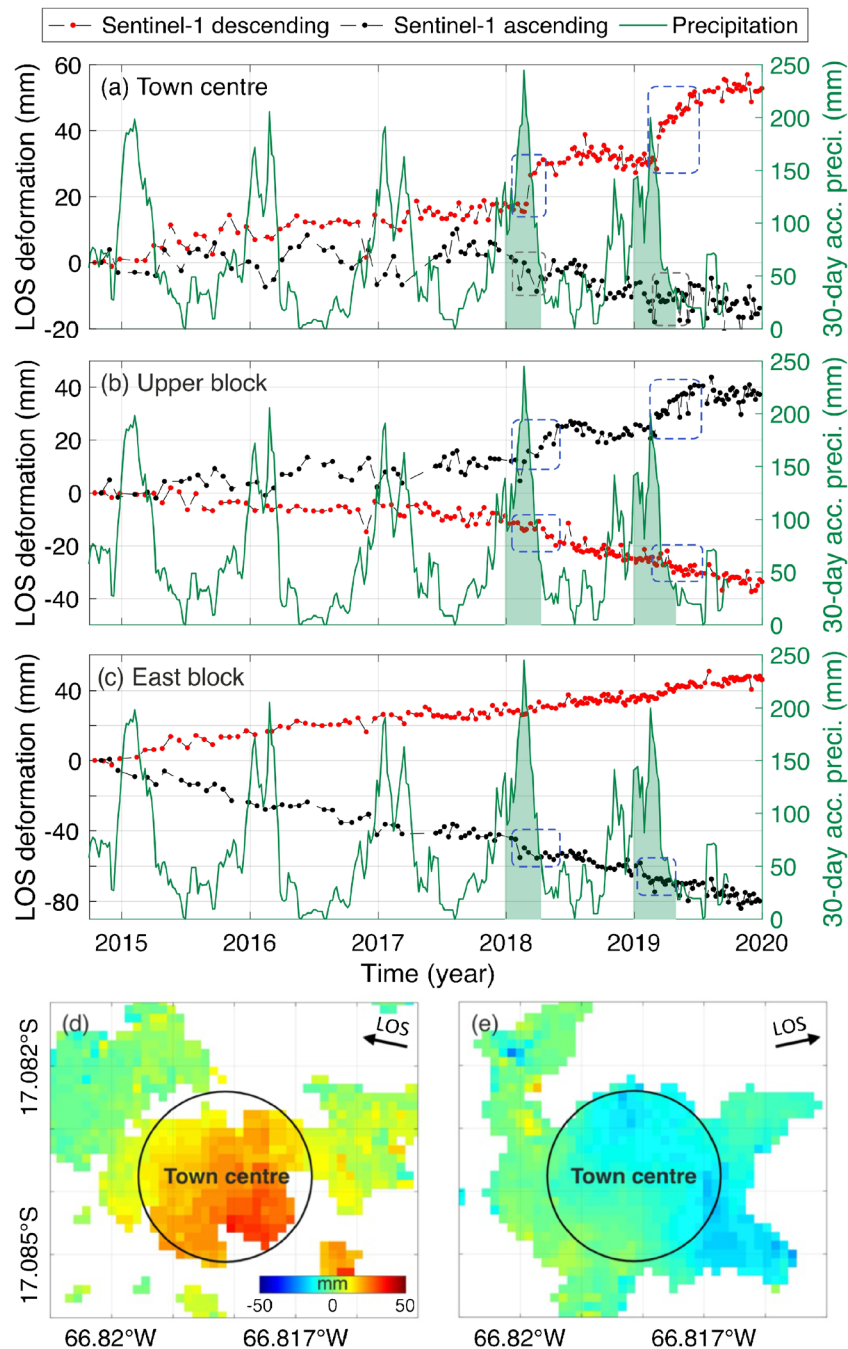 Sentinel-1 descending Sentinel-1 ascending Precipitation
(a) Town centre
LOS deformation (mm)
60
40
20
0
-20
30-day acc. preci. (mm)
250
200
150
100
50
0
(b) Upper block
LOS deformation (mm)
40
20
0
-20
-40
30-day acc. preci. (mm)
250
200
150
100
50
0
(c) East block
LOS deformation (mm)
40
0
-40
-80
30-day acc. preci. (mm)
250
200
150
100
50
0
2015 2016 2017 2018 2019 2020
Time (year)
(d)
LOS
17.082°S
17.085°S
Town centre
mm
-50 0 50
66.82°W 66.817°W
(e)
LOS
Town centre
66.82°W 66.817°W